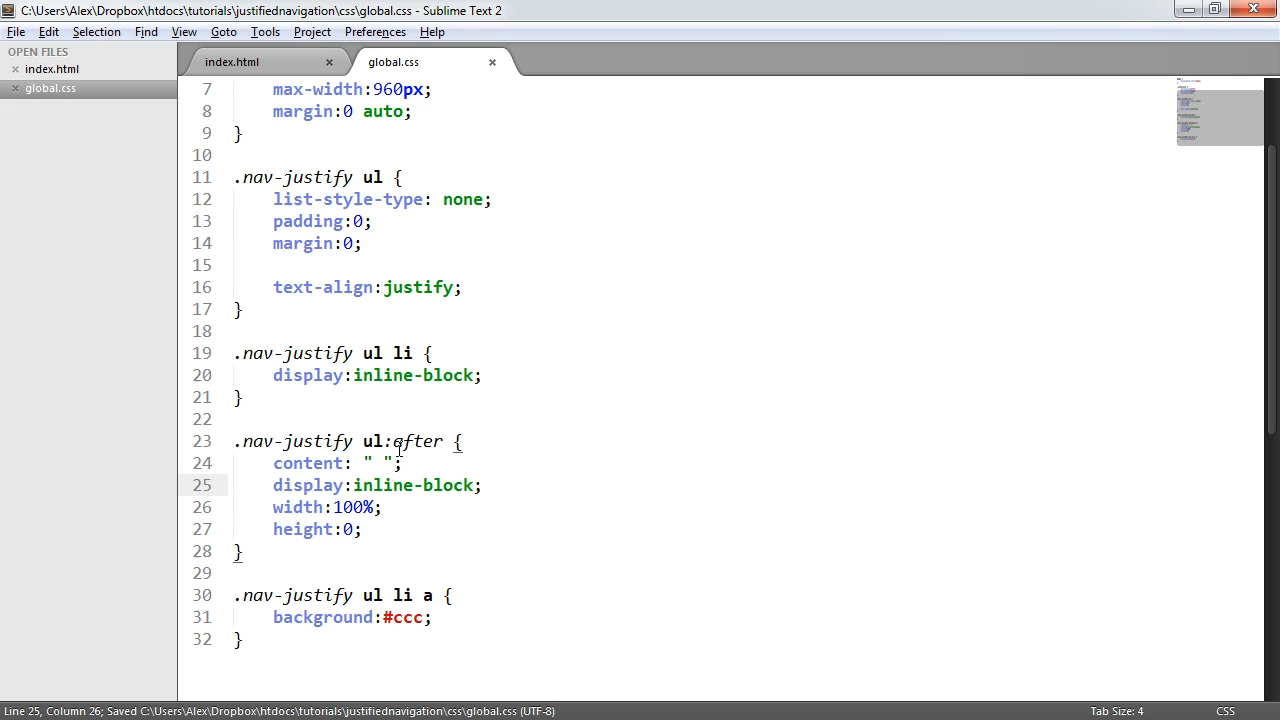 C:\Users\Alex\Dropbox\htdocs\tutorials\justifiednavigation\css\global.css - Sublime Text 2
File Edit Selection Find View Goto Tools Project Preferences Help
OPEN FILES
× index.html
× global.css
index.html ×
global.css ×
7 max-width:960px;
8 margin:0 auto;
9 }
10
11 .nav-justify ul {
12 list-style-type: none;
13 padding:0;
14 margin:0;
15
16 text-align:justify;
17 }
18
19 .nav-justify ul li {
20 display:inline-block;
21 }
22
23 .nav-justify ul:after {
24 content: " ";
25 display:inline-block;
26 width:100%;
27 height:0;
28 }
29
30 .nav-justify ul li a {
31 background:#ccc;
32 }
Line 25, Column 26; Saved C:\Users\Alex\Dropbox\htdocs\tutorials\justifiednavigation\css\global.css (UTF-8) Tab Size: 4 CSS